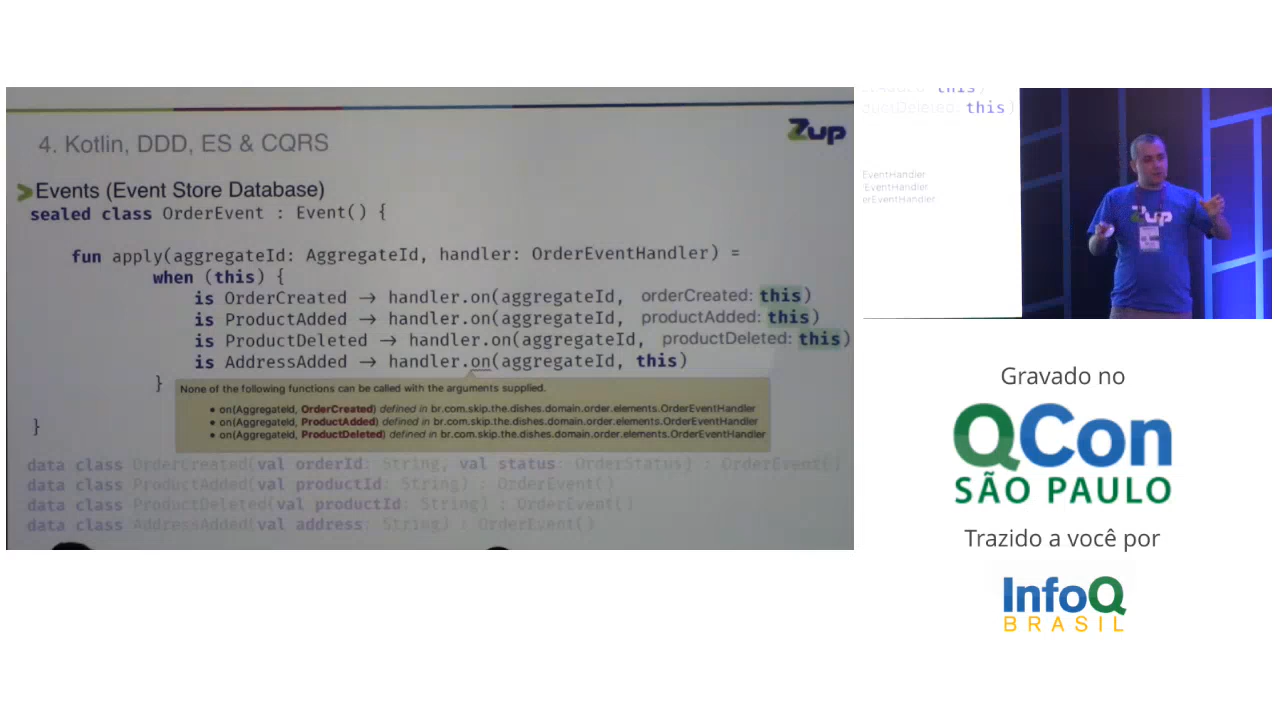 4. Kotlin, DDD, ES & CQRS
Zup
Events (Event Store Database)
sealed class OrderEvent : Event() {
fun apply(aggregateId: AggregateId, handler: OrderEventHandler) =
when (this) {
is OrderCreated → handler.on(aggregateId, orderCreated: this)
is ProductAdded → handler.on(aggregateId, productAdded: this)
is ProductDeleted → handler.on(aggregateId, productDeleted: this)
is AddressAdded → handler.on(aggregateId, this)
}
None of the following functions can be called with the arguments supplied.
• on(AggregateId, OrderCreated) defined in br.com.skip.the.dishes.domain.order.elements.OrderEventHandler
• on(AggregateId, ProductAdded) defined in br.com.skip.the.dishes.domain.order.elements.OrderEventHandler
• on(AggregateId, ProductDeleted) defined in br.com.skip.the.dishes.domain.order.elements.OrderEventHandler
}
data class OrderCreated(val orderId: String, val status: OrderStatus) : OrderEvent()
data class ProductAdded(val productId: String) : OrderEvent()
data class ProductDeleted(val productId: String) : OrderEvent()
data class AddressAdded(val address: String) : OrderEvent()
this)
ductDeleted: this)
EventHandler
EventHandler
erEventHandler
Zup
Gravado no
QCon
SÃO PAULO
Trazido a você por
InfoQ
BRASIL